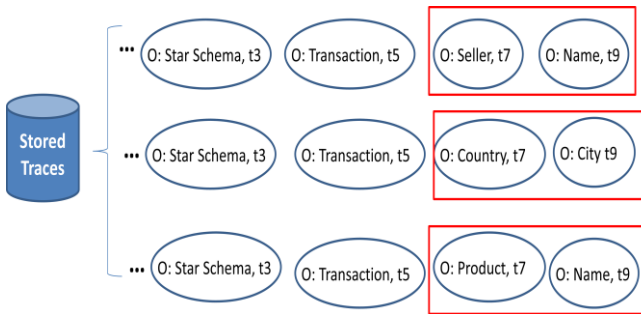 ... O: Star Schema, t3 O: Transaction, t5 O: Seller, t7 O: Name, t9
Stored
Traces
... O: Star Schema, t3 O: Transaction, t5 O: Country, t7 O: City t9
... O: Star Schema, t3 O: Transaction, t5 O: Product, t7 O: Name, t9